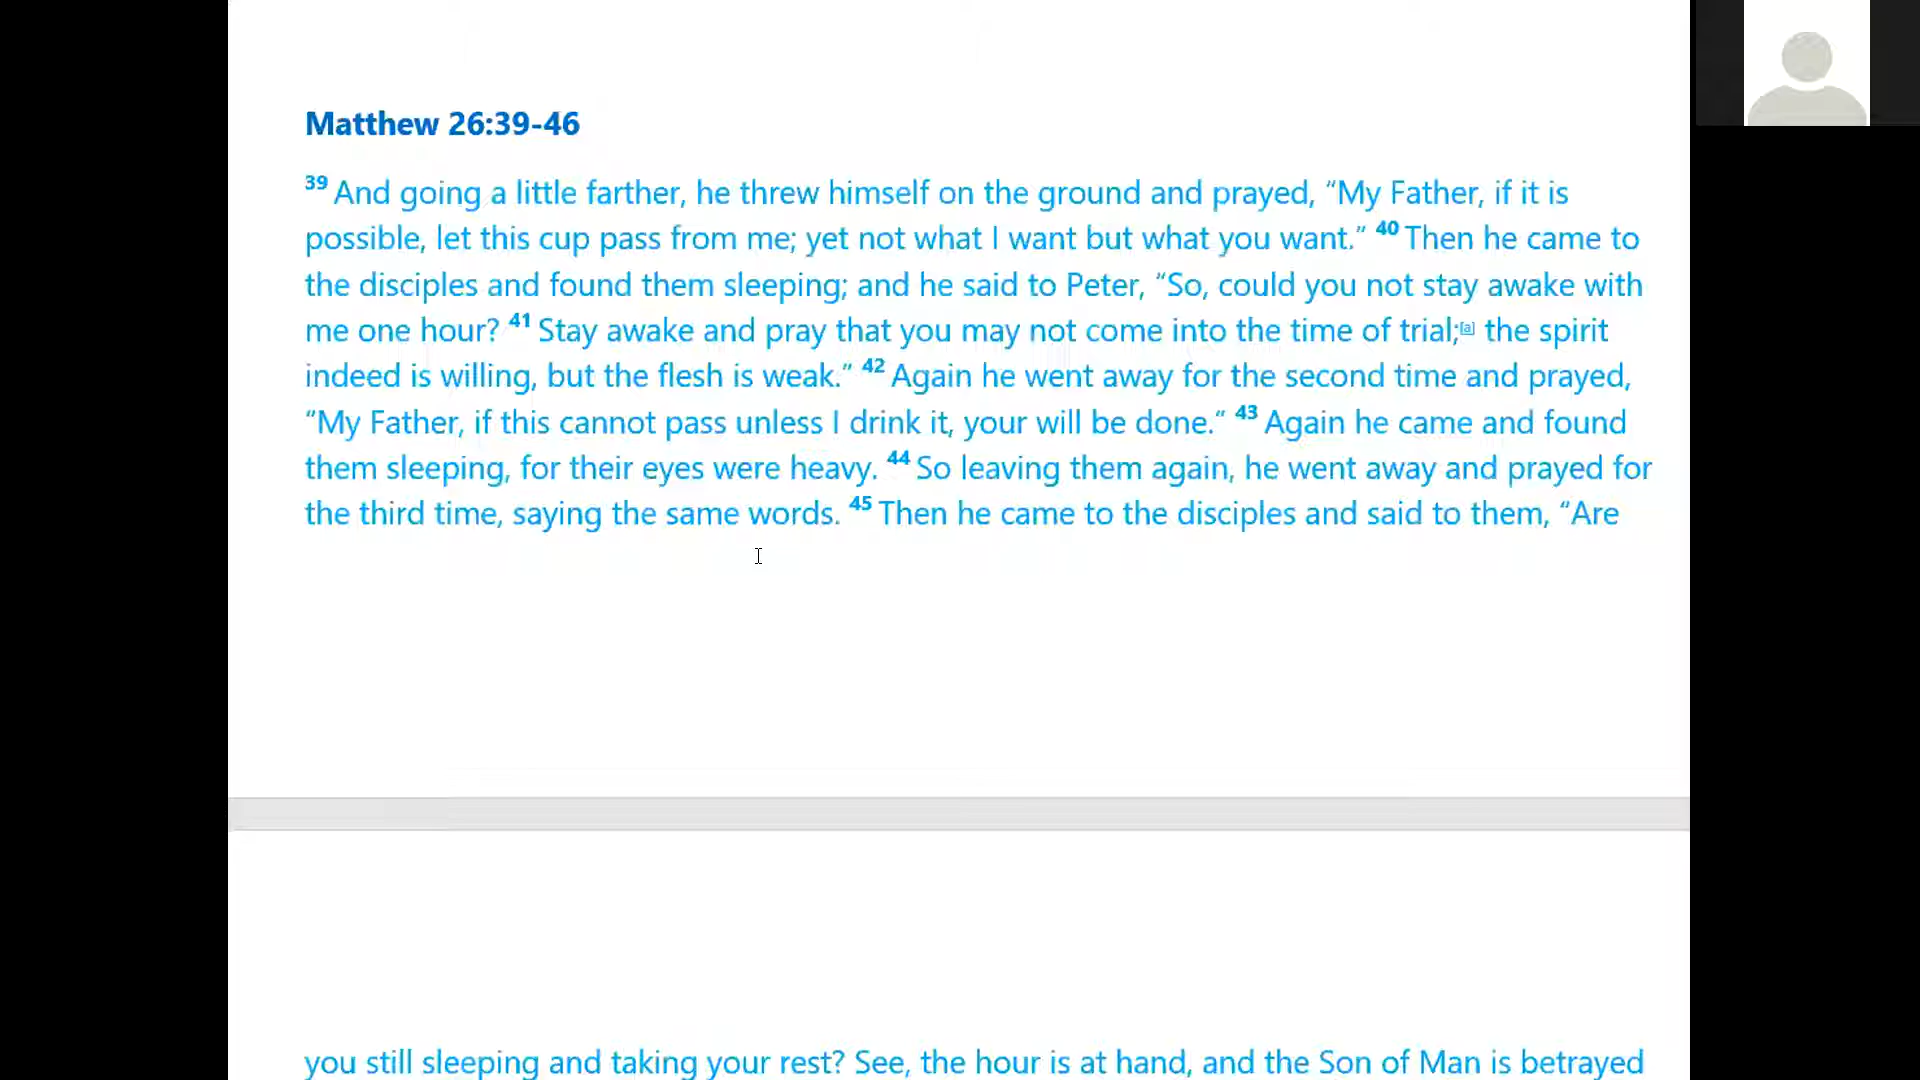 Matthew 26:39-46
39 And going a little farther, he threw himself on the ground and prayed, “My Father, if it is
possible, let this cup pass from me; yet not what I want but what you want.” 40 Then he came to
the disciples and found them sleeping; and he said to Peter, “So, could you not stay awake with
me one hour? 41 Stay awake and pray that you may not come into the time of trial;[a] the spirit
indeed is willing, but the flesh is weak.” 42 Again he went away for the second time and prayed,
“My Father, if this cannot pass unless I drink it, your will be done.” 43 Again he came and found
them sleeping, for their eyes were heavy. 44 So leaving them again, he went away and prayed for
the third time, saying the same words. 45 Then he came to the disciples and said to them, “Are
you still sleeping and taking your rest? See, the hour is at hand, and the Son of Man is betrayed